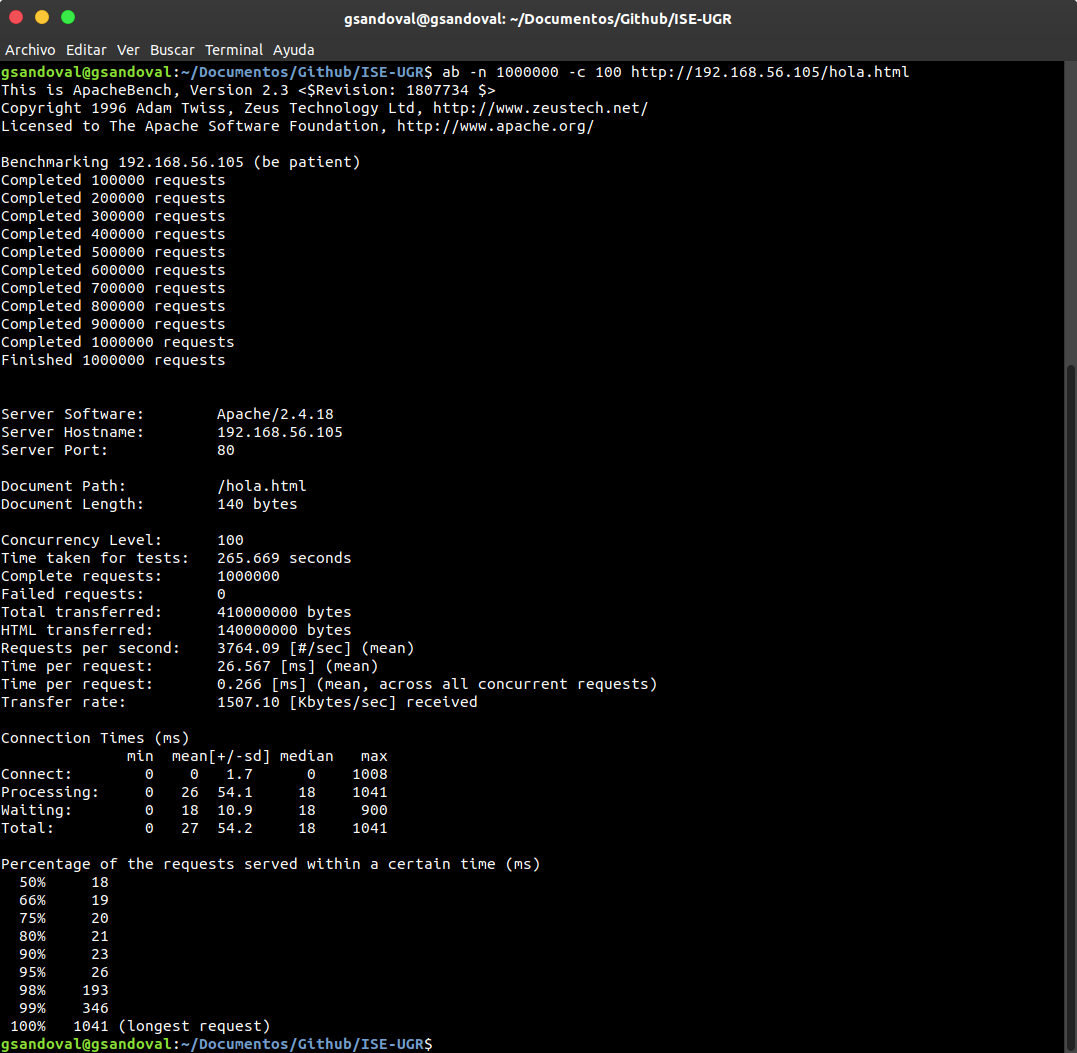 gsandoval@gsandoval: ~/Documentos/Github/ISE-UGR
Archivo Editar Ver Buscar Terminal Ayuda
gsandoval@gsandoval:~/Documentos/Github/ISE-UGR$ ab -n 1000000 -c 100 http://192.168.56.105/hola.html
This is ApacheBench, Version 2.3 <$Revision: 1807734 $>
Copyright 1996 Adam Twiss, Zeus Technology Ltd, http://www.zeustech.net/
Licensed to The Apache Software Foundation, http://www.apache.org/

Benchmarking 192.168.56.105 (be patient)
Completed 100000 requests
Completed 200000 requests
Completed 300000 requests
Completed 400000 requests
Completed 500000 requests
Completed 600000 requests
Completed 700000 requests
Completed 800000 requests
Completed 900000 requests
Completed 1000000 requests
Finished 1000000 requests


Server Software:        Apache/2.4.18
Server Hostname:        192.168.56.105
Server Port:            80

Document Path:          /hola.html
Document Length:        140 bytes

Concurrency Level:      100
Time taken for tests:   265.669 seconds
Complete requests:      1000000
Failed requests:        0
Total transferred:      410000000 bytes
HTML transferred:       140000000 bytes
Requests per second:    3764.09 [#/sec] (mean)
Time per request:       26.567 [ms] (mean)
Time per request:       0.266 [ms] (mean, across all concurrent requests)
Transfer rate:          1507.10 [Kbytes/sec] received

Connection Times (ms)
              min  mean[+/-sd] median   max
Connect:        0    0   1.7      0    1008
Processing:     0   26  54.1     18    1041
Waiting:        0   18  10.9     18     900
Total:          0   27  54.2     18    1041

Percentage of the requests served within a certain time (ms)
  50%     18
  66%     19
  75%     20
  80%     21
  90%     23
  95%     26
  98%    193
  99%    346
 100%   1041 (longest request)
gsandoval@gsandoval:~/Documentos/Github/ISE-UGR$